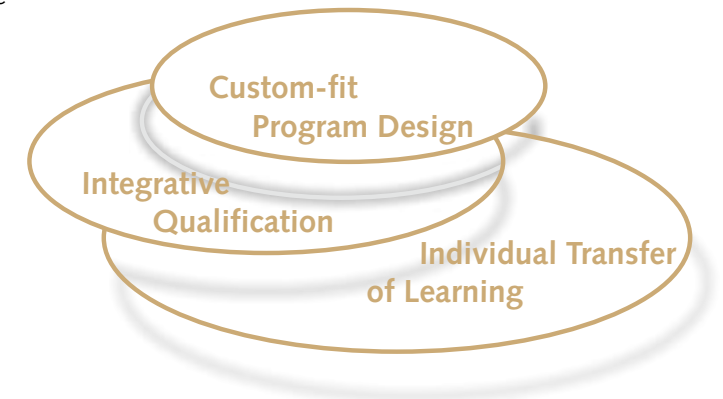 Custom-fit
Program Design
Integrative
Qualification
Individual Transfer
of Learning